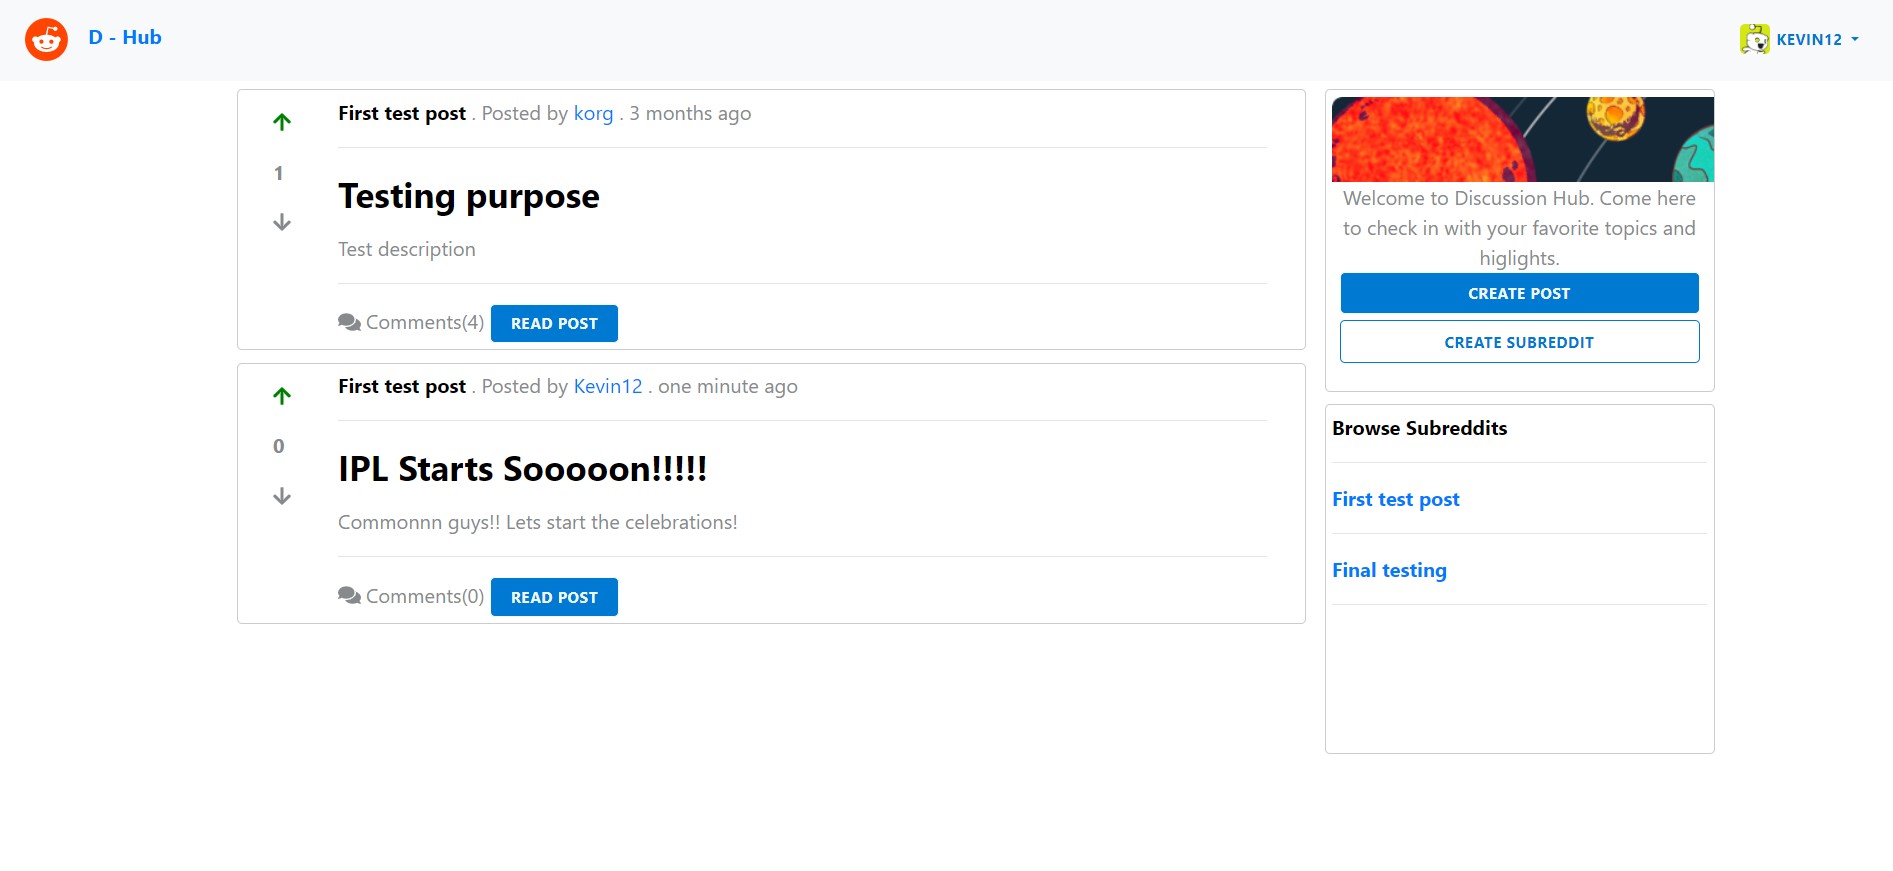 D - Hub
KEVIN12
First test post . Posted by korg . 3 months ago
1
Testing purpose
Test description
Comments(4) READ POST
First test post . Posted by Kevin12 . one minute ago
0
IPL Starts Sooooon!!!!!
Commonnn guys!! Lets start the celebrations!
Comments(0) READ POST
Welcome to Discussion Hub. Come here
to check in with your favorite topics and
higlights.
CREATE POST
CREATE SUBREDDIT
Browse Subreddits
First test post
Final testing